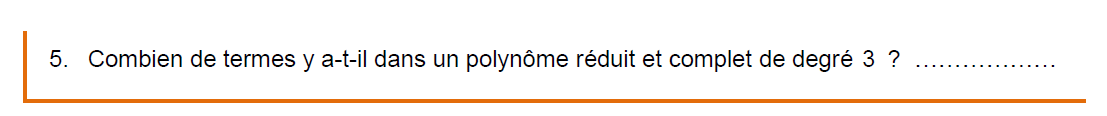 5. Combien de termes y a-t-il dans un polynôme réduit et complet de degré 3 ? ..................